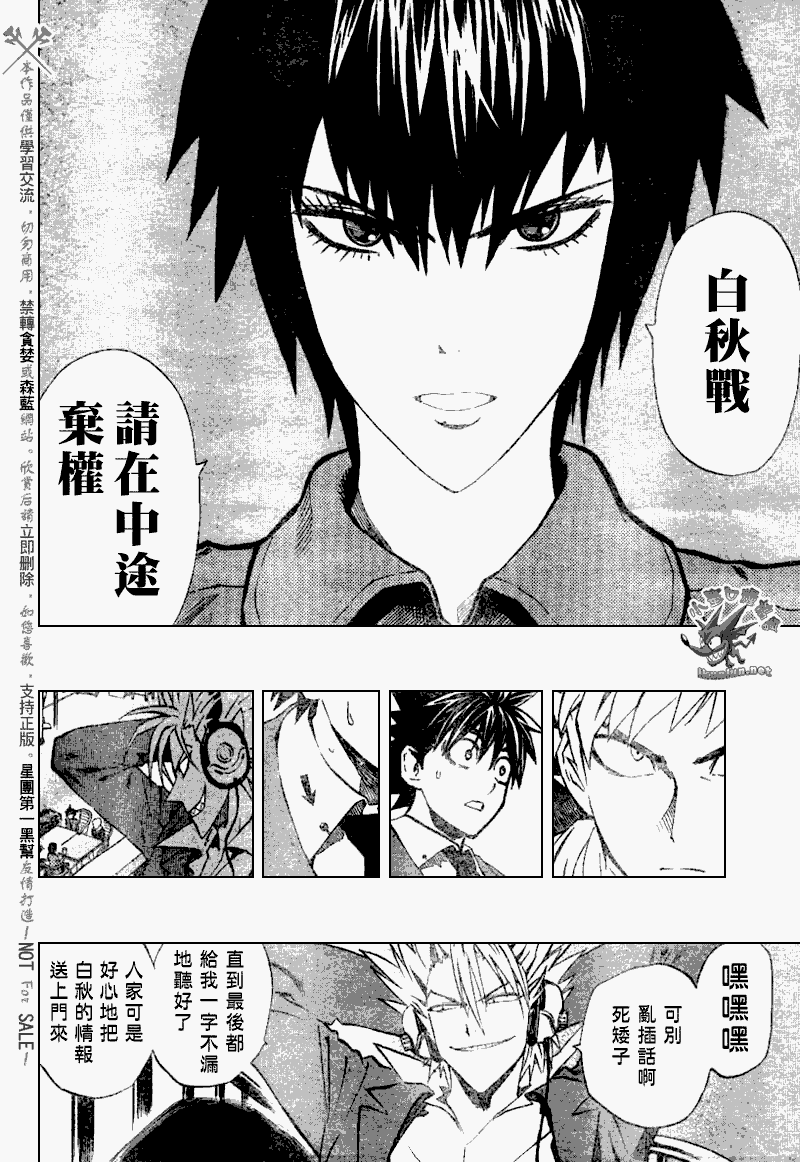 白秋戰
請在中途
棄權
嘿嘿嘿
可別
亂插話啊
死矮子
直到最後都
給我一字不漏
地聽好了
人家可是
好心地把
白秋的情報
送上門來
本作品僅供學習交流，切勿商用，禁轉貪婪或森藍網站。欣賞后請立即刪除，如您喜歡，支持正版。星團第一黑幫友情打造！NOT For SALE！